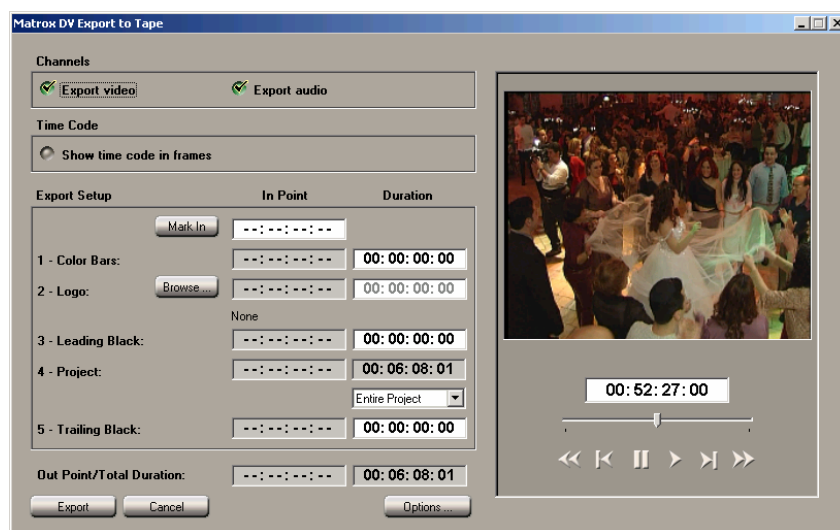 Matrox DV Export to Tape
Channels
Export video Export audio
Time Code
Show time code in frames
Export Setup In Point Duration
Mark In --:--:--:--
1 - Color Bars: --:--:--:-- 00:00:00:00
2 - Logo: Browse ... --:--:--:-- 00:00:00:00
None
3 - Leading Black: --:--:--:-- 00:00:00:00
4 - Project: --:--:--:-- 00:06:08:01
Entire Project
5 - Trailing Black: --:--:--:-- 00:00:00:00
Out Point/Total Duration: --:--:--:-- 00:06:08:01
Export Cancel Options ...
00:52:27:00